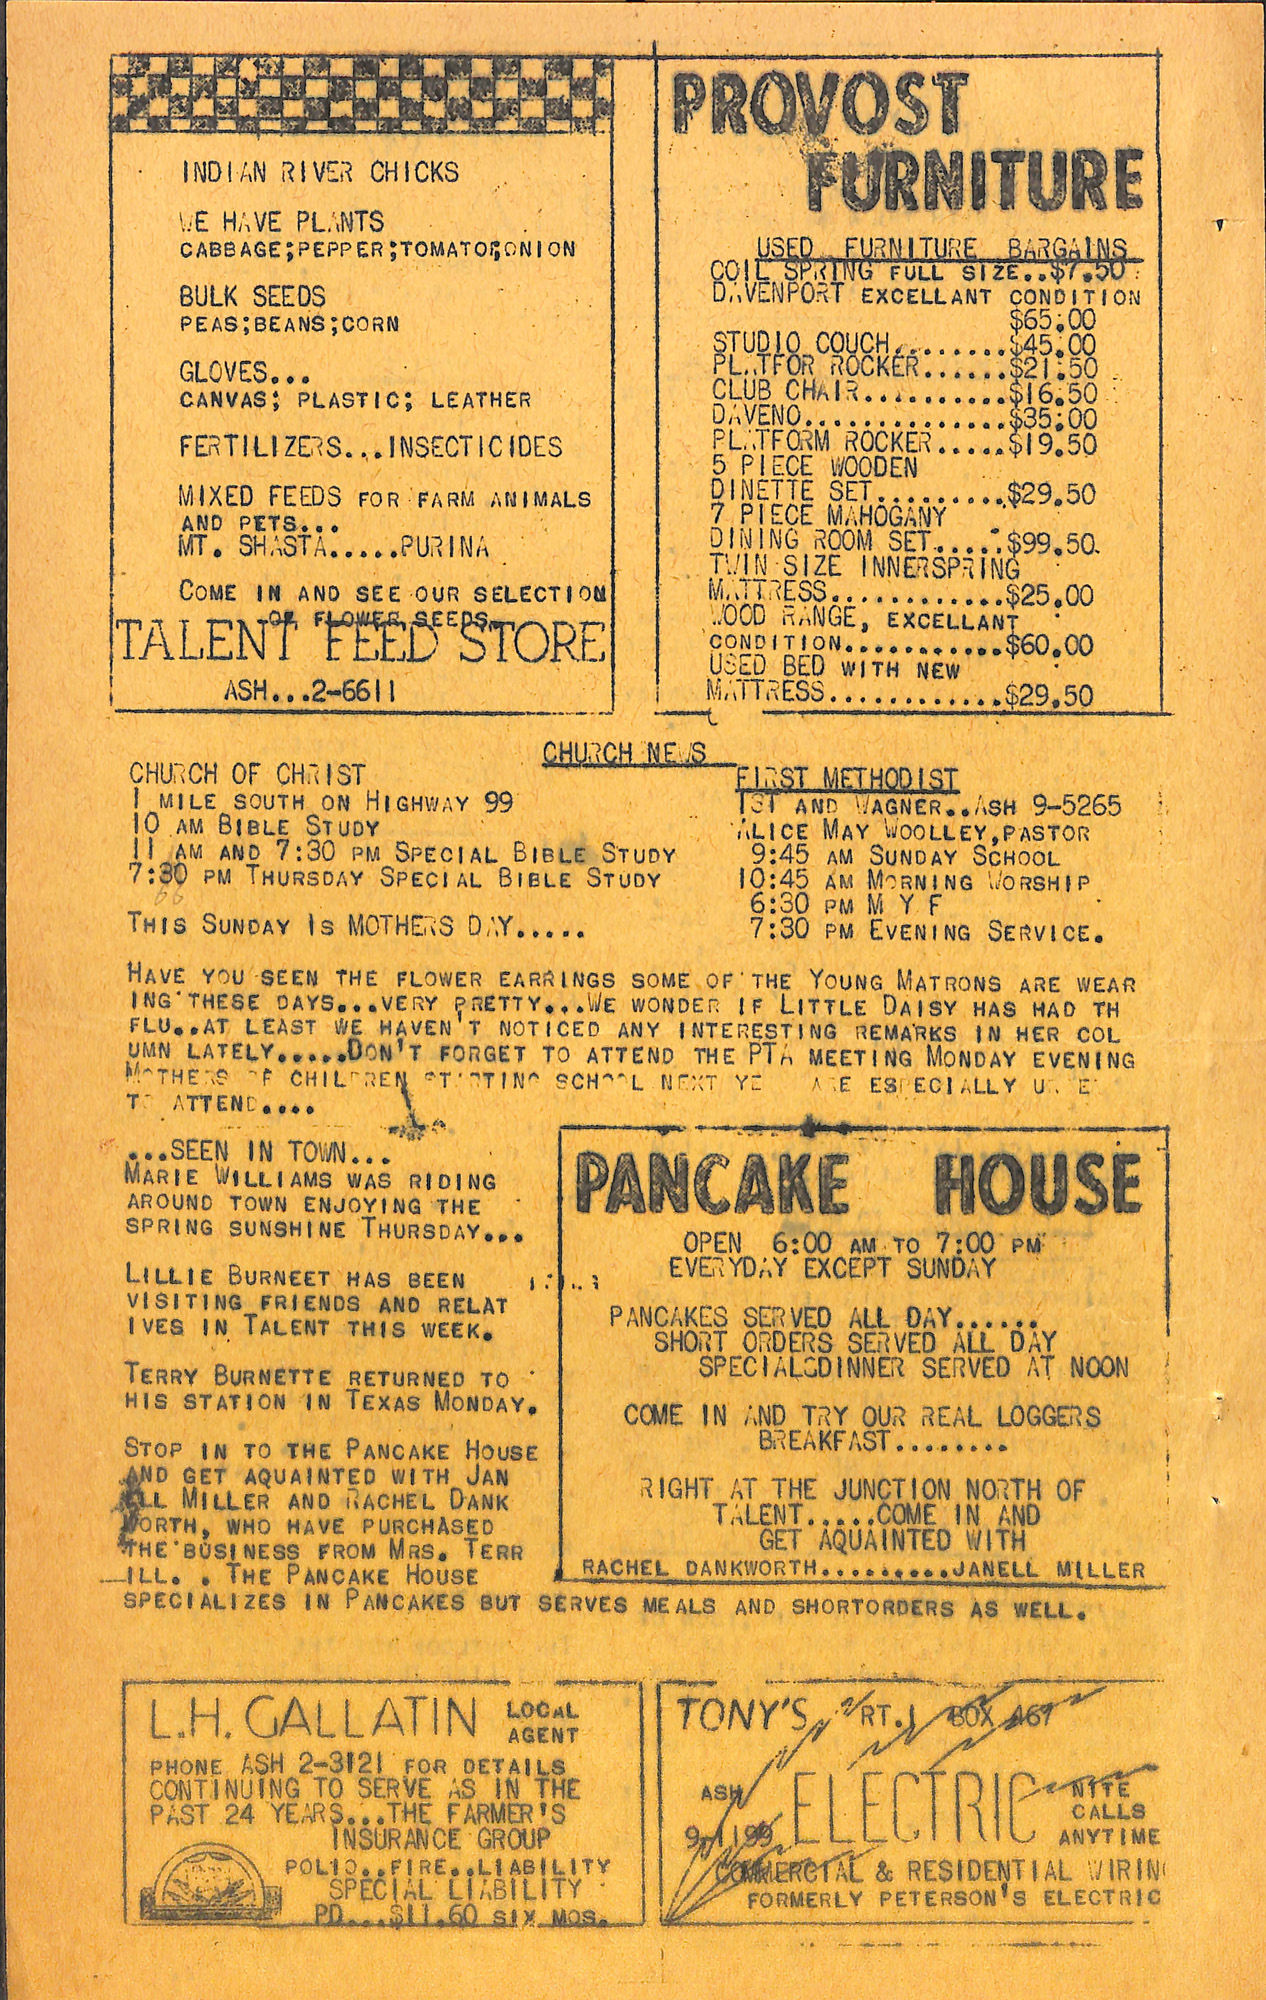 INDIAN RIVER CHICKS
WE HAVE PLANTS
CABBAGE;PEPPER;TOMATO;ONION
BULK SEEDS
PEAS;BEANS;CORN
GLOVES...
CANVAS; PLASTIC; LEATHER
FERTILIZERS...INSECTICIDES
MIXED FEEDS FOR FARM ANIMALS
AND PETS...
MT. SHASTA.....PURINA
COME IN AND SEE OUR SELECTION
OF FLOWER SEEDS.
TALENT FEED STORE
ASH...2-6611
PROVOST
FURNITURE
USED FURNITURE BARGAINS
COIL SPRING FULL SIZE..$7.50
DAVENPORT EXCELLANT CONDITION
$65.00
STUDIO COUCH........$45.00
PLATFOR ROCKER......$21.50
CLUB CHAIR..........$16.50
DAVENO..............$35.00
PLATFORM ROCKER.....$19.50
5 PIECE WOODEN
DINETTE SET.........$29.50
7 PIECE MAHOGANY
DINING ROOM SET.....$99.50
TWIN SIZE INNERSPRING
MATTRESS............$25.00
WOOD RANGE, EXCELLANT
CONDITION...........$60.00
USED BED WITH NEW
MATTRESS............$29.50
CHURCH NEWS
CHURCH OF CHRIST
1 MILE SOUTH ON HIGHWAY 99
10 AM BIBLE STUDY
11 AM AND 7:30 PM SPECIAL BIBLE STUDY
7:30 PM THURSDAY SPECIAL BIBLE STUDY
THIS SUNDAY IS MOTHERS DAY.....
FIRST METHODIST
1ST AND WAGNER..ASH 9-5265
ALICE MAY WOOLLEY,PASTOR
9:45 AM SUNDAY SCHOOL
10:45 AM MORNING WORSHIP
6:30 PM M Y F
7:30 PM EVENING SERVICE.
HAVE YOU SEEN THE FLOWER EARRINGS SOME OF THE YOUNG MATRONS ARE WEAR
ING THESE DAYS...VERY PRETTY...WE WONDER IF LITTLE DAISY HAS HAD TH
FLU..AT LEAST WE HAVEN'T NOTICED ANY INTERESTING REMARKS IN HER COL
UMN LATELY.....DON'T FORGET TO ATTEND THE PTA MEETING MONDAY EVENING
MOTHERS OF CHILDREN STARTING SCHOOL NEXT YE ARE ESPECIALLY
TO ATTEND....
...SEEN IN TOWN...
MARIE WILLIAMS WAS RIDING
AROUND TOWN ENJOYING THE
SPRING SUNSHINE THURSDAY...
LILLIE BURNEET HAS BEEN
VISITING FRIENDS AND RELAT
IVES IN TALENT THIS WEEK.
TERRY BURNETTE RETURNED TO
HIS STATION IN TEXAS MONDAY.
STOP IN TO THE PANCAKE HOUSE
AND GET AQUAINTED WITH JAN
ELL MILLER AND RACHEL DANK
WORTH, WHO HAVE PURCHASED
THE BUSINESS FROM MRS. TERR
ILL. . THE PANCAKE HOUSE
SPECIALIZES IN PANCAKES BUT SERVES MEALS AND SHORTORDERS AS WELL.
PANCAKE HOUSE
OPEN 6:00 AM TO 7:00 PM
EVERYDAY EXCEPT SUNDAY
PANCAKES SERVED ALL DAY......
SHORT ORDERS SERVED ALL DAY
SPECIALSDINNER SERVED AT NOON
COME IN AND TRY OUR REAL LOGGERS
BREAKFAST........
RIGHT AT THE JUNCTION NORTH OF
TALENT.....COME IN AND
GET AQUAINTED WITH
RACHEL DANKWORTH.........JANELL MILLER
L.H. GALLATIN LOCAL
AGENT
PHONE ASH 2-3121 FOR DETAILS
CONTINUING TO SERVE AS IN THE
PAST 24 YEARS...THE FARMER'S
INSURANCE GROUP
POLIO..FIRE..LIABILITY
SPECIAL LIABILITY
PD...$11.60 SIX MOS.
TONY'S RT.1 BOX 467
ASH ELECTRIC NITE
CALLS
9-1199 ANYTIME
COMMERCIAL & RESIDENTIAL WIRING
FORMERLY PETERSON'S ELECTRIC